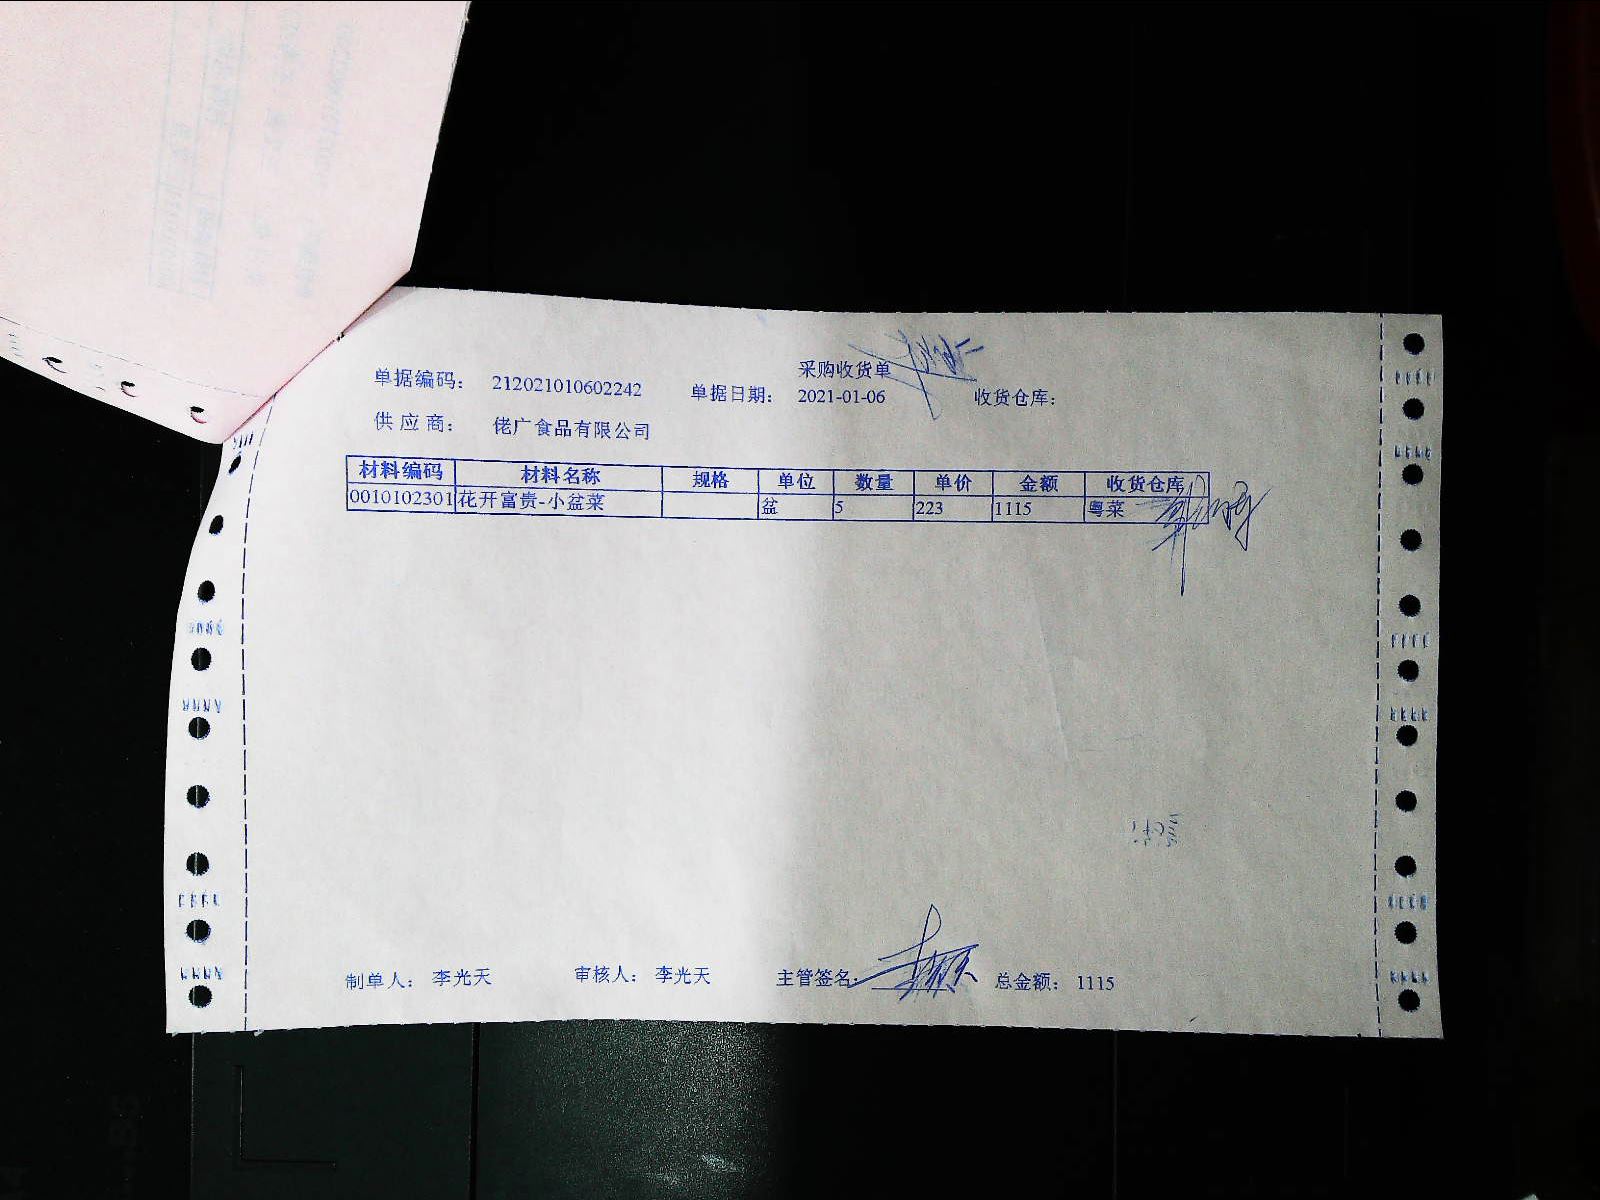 采购收货单
单据编码： 212021010602242 单据日期： 2021-01-06 收货仓库：
供 应 商： 佬广食品有限公司
材料编码 材料名称 规格 单位 数量 单价 金额 收货仓库
0010102301 花开富贵-小盆菜 盆 5 223 1115 粤菜
制单人： 李光天 审核人： 李光天 主管签名： 总金额： 1115